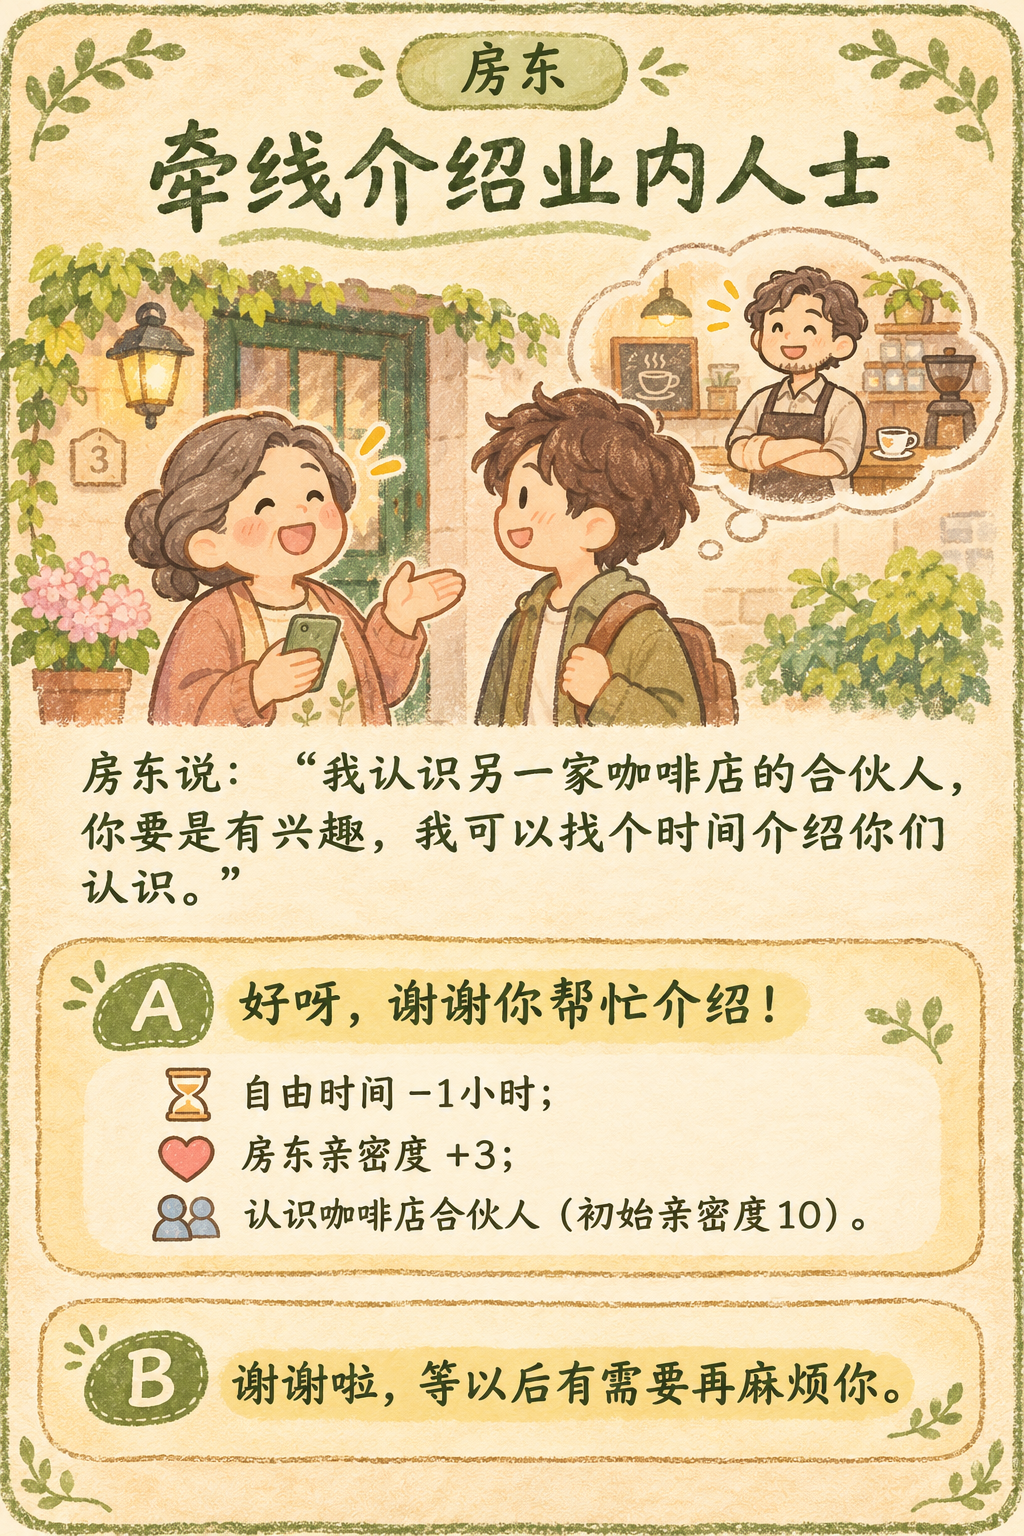 房东
牵线介绍业内人士
3
房东说：“我认识另一家咖啡店的合伙人，
你要是有兴趣，我可以找个时间介绍你们
认识。”
A 好呀，谢谢你帮忙介绍！
自由时间 −1小时；
房东亲密度 +3；
认识咖啡店合伙人（初始亲密度10）。
B 谢谢啦，等以后有需要再麻烦你。